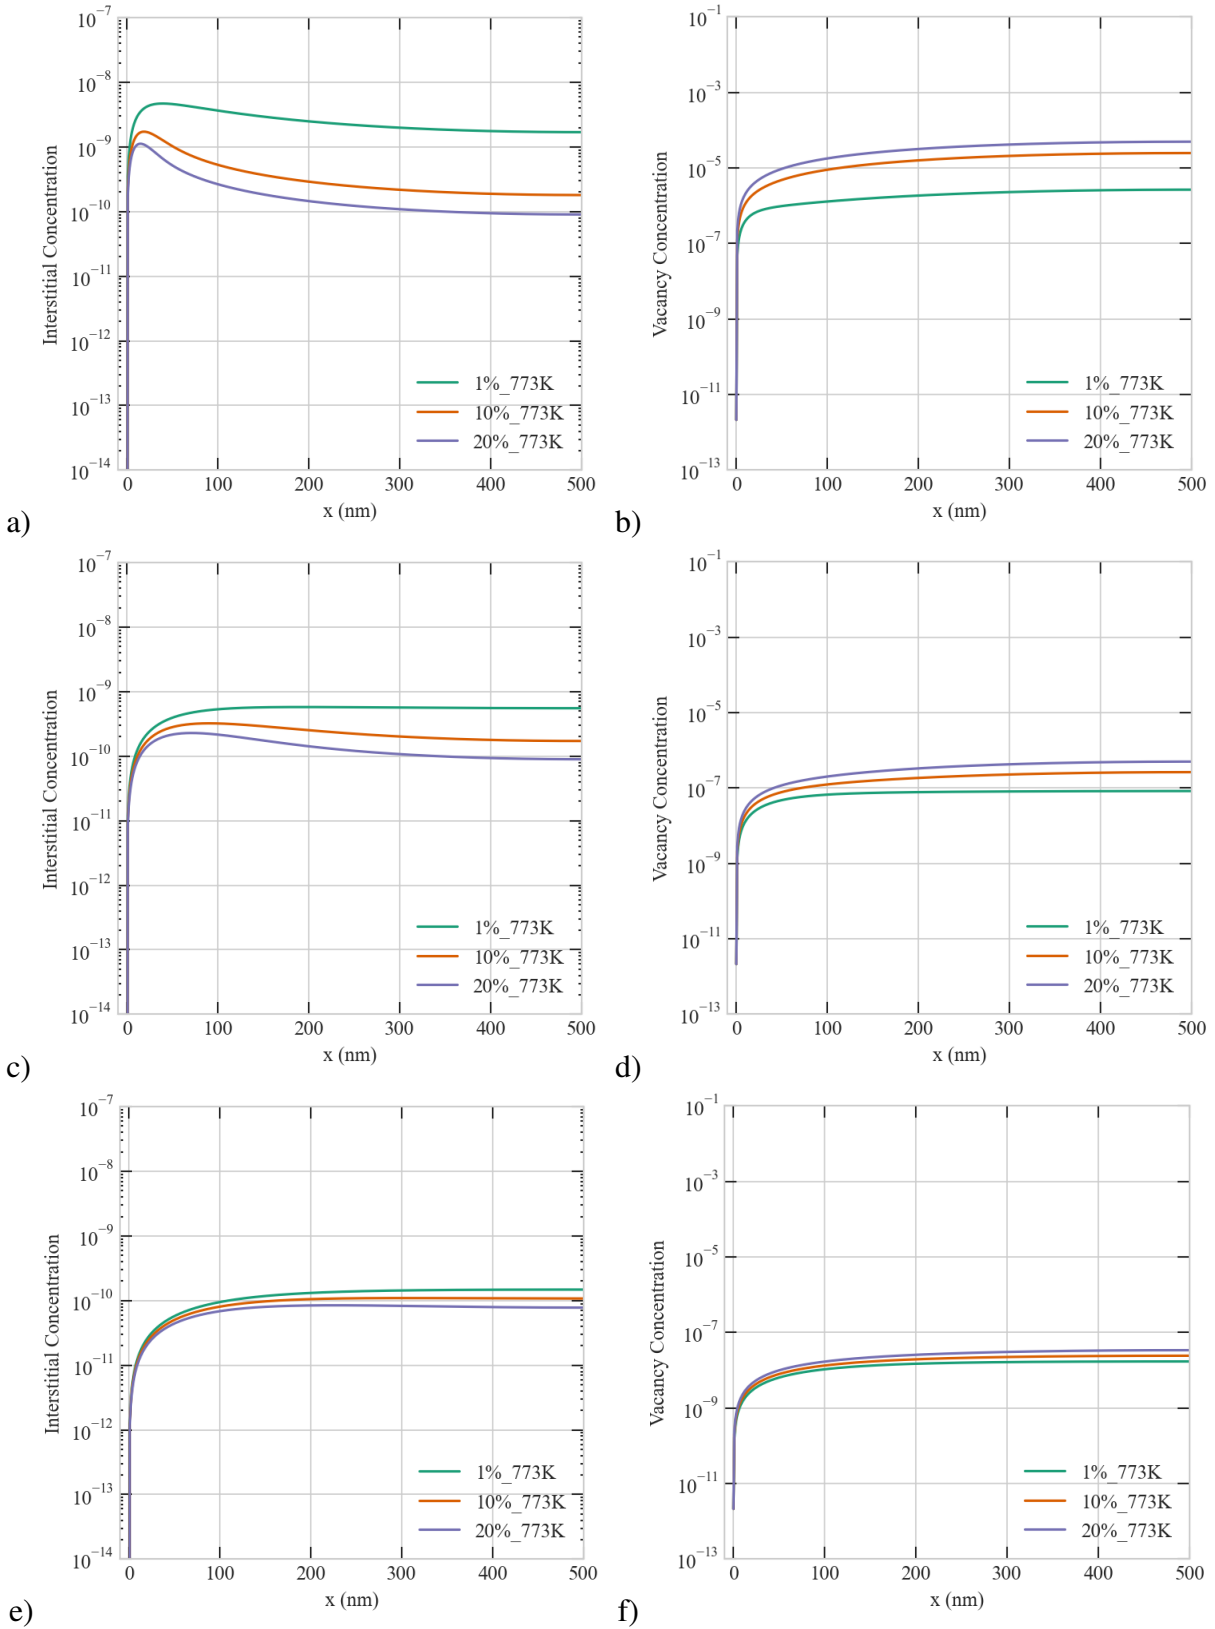 10⁻⁷
10⁻⁸
10⁻⁹
10⁻¹⁰
10⁻¹¹
10⁻¹²
10⁻¹³
10⁻¹⁴
Interstitial Concentration
1%_773K
10%_773K
20%_773K
0 100 200 300 400 500
x (nm)
a)
10⁻¹
10⁻³
10⁻⁵
10⁻⁷
10⁻⁹
10⁻¹¹
10⁻¹³
Vacancy Concentration
1%_773K
10%_773K
20%_773K
0 100 200 300 400 500
x (nm)
b)
10⁻⁷
10⁻⁸
10⁻⁹
10⁻¹⁰
10⁻¹¹
10⁻¹²
10⁻¹³
10⁻¹⁴
Interstitial Concentration
1%_773K
10%_773K
20%_773K
0 100 200 300 400 500
x (nm)
c)
10⁻¹
10⁻³
10⁻⁵
10⁻⁷
10⁻⁹
10⁻¹¹
10⁻¹³
Vacancy Concentration
1%_773K
10%_773K
20%_773K
0 100 200 300 400 500
x (nm)
d)
10⁻⁷
10⁻⁸
10⁻⁹
10⁻¹⁰
10⁻¹¹
10⁻¹²
10⁻¹³
10⁻¹⁴
Interstitial Concentration
1%_773K
10%_773K
20%_773K
0 100 200 300 400 500
x (nm)
e)
10⁻¹
10⁻³
10⁻⁵
10⁻⁷
10⁻⁹
10⁻¹¹
10⁻¹³
Vacancy Concentration
1%_773K
10%_773K
20%_773K
0 100 200 300 400 500
x (nm)
f)